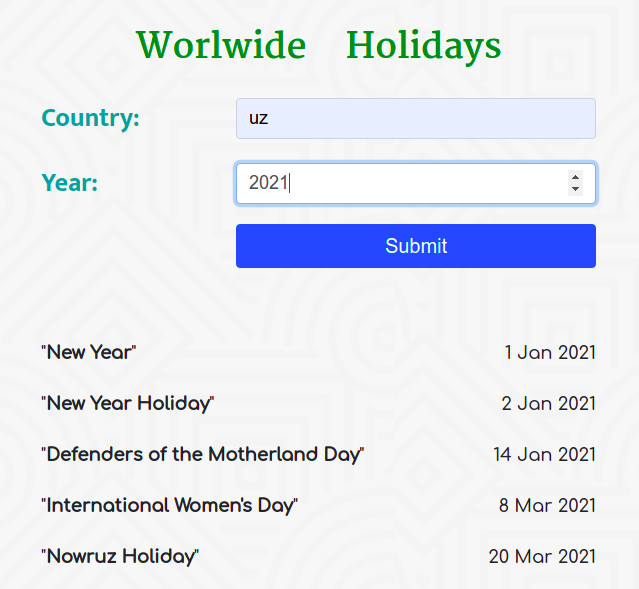 Worlwide Holidays
Country: uz
Year: 2021
Submit
"New Year" 1 Jan 2021
"New Year Holiday" 2 Jan 2021
"Defenders of the Motherland Day" 14 Jan 2021
"International Women's Day" 8 Mar 2021
"Nowruz Holiday" 20 Mar 2021